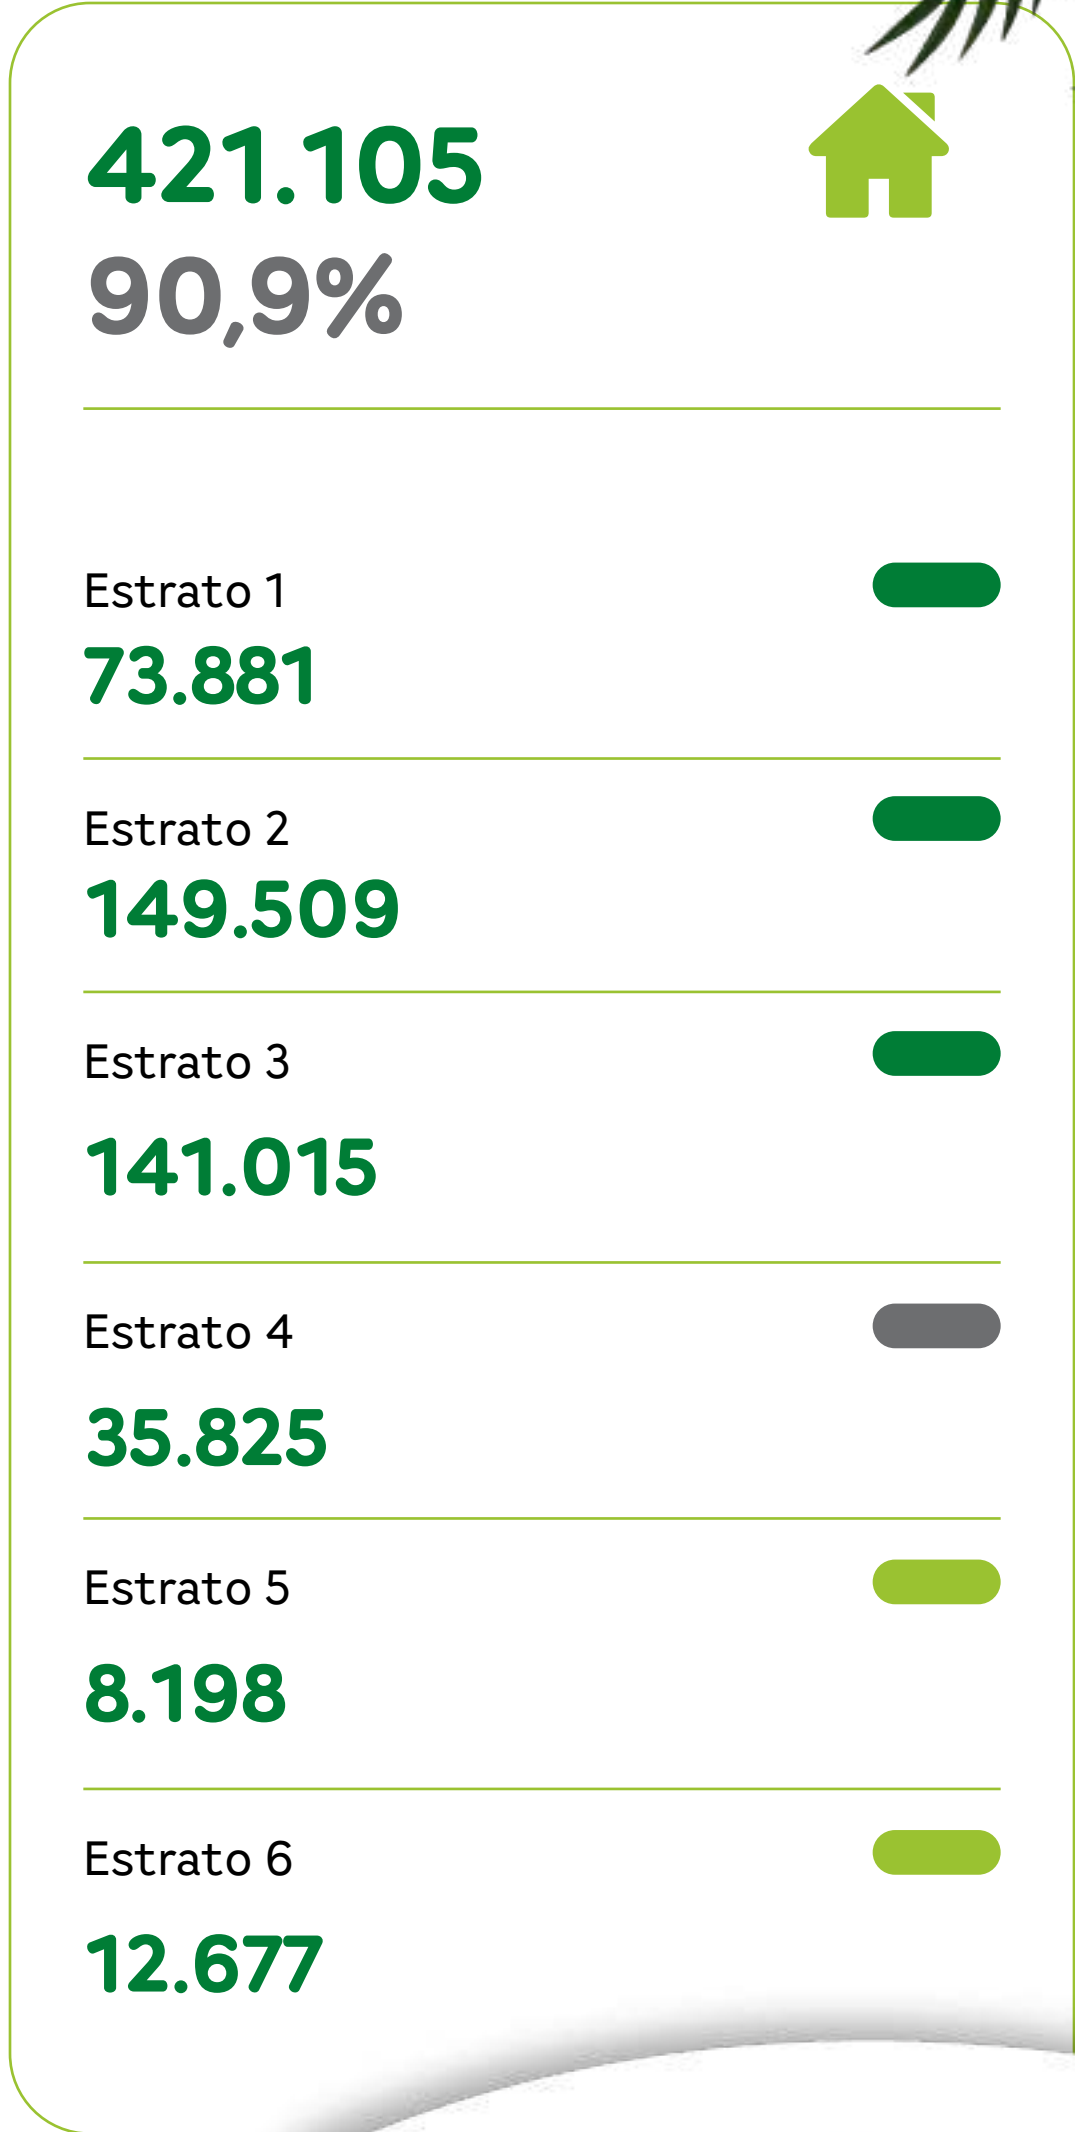 421.105
90,9%
Estrato 1
73.881
Estrato 2
149.509
Estrato 3
141.015
Estrato 4
35.825
Estrato 5
8.198
Estrato 6
12.677